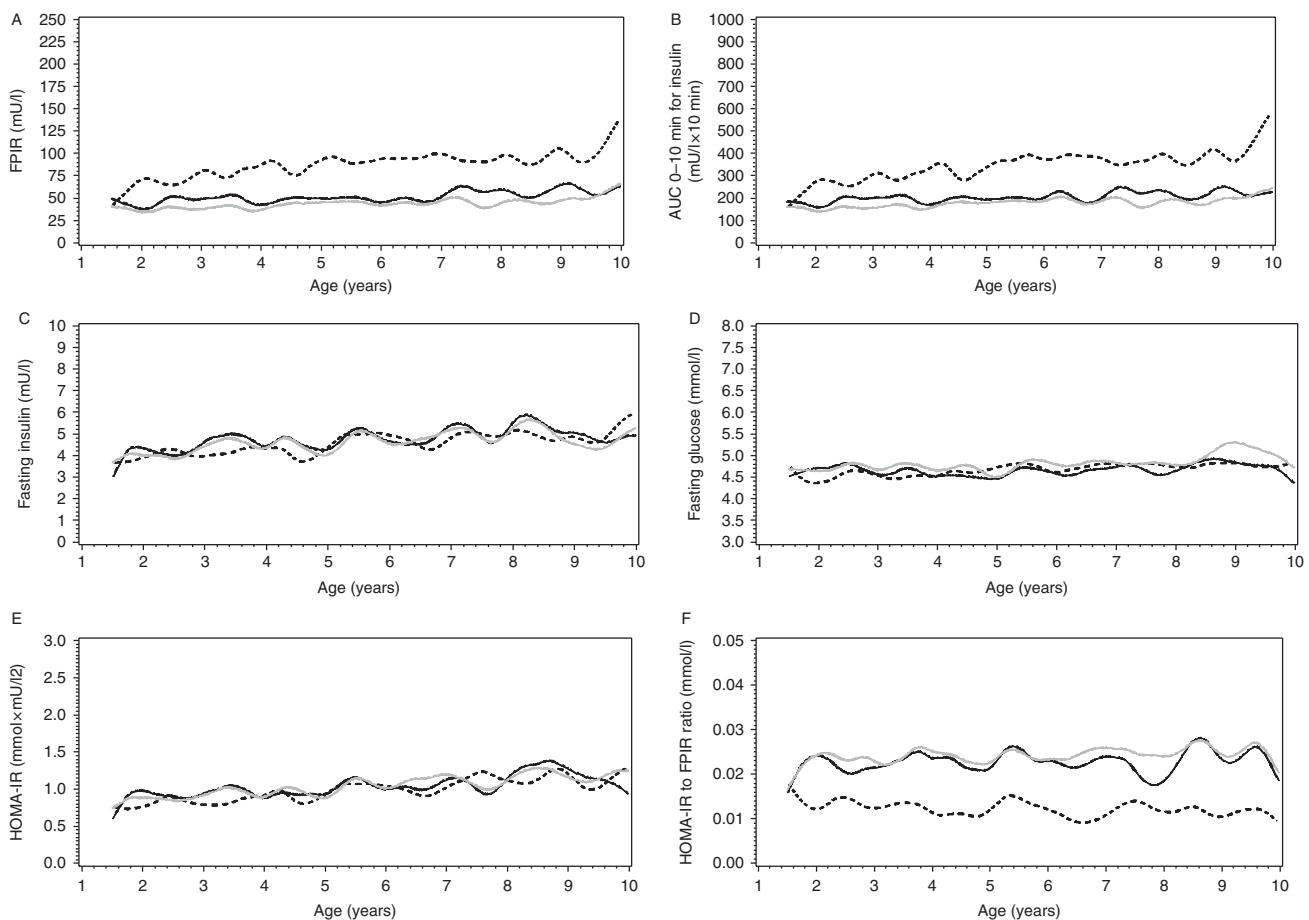 A
FPIR (mU/l)
250
225
200
175
150
125
100
75
50
25
0
1 2 3 4 5 6 7 8 9 10
Age (years)
B
AUC 0–10 min for insulin
(mU/l×10 min)
1000
900
800
700
600
500
400
300
200
100
0
1 2 3 4 5 6 7 8 9 10
Age (years)
C
Fasting insulin (mU/l)
10
9
8
7
6
5
4
3
2
1
0
1 2 3 4 5 6 7 8 9 10
Age (years)
D
Fasting glucose (mmol/l)
8.0
7.5
7.0
6.5
6.0
5.5
5.0
4.5
4.0
3.5
3.0
1 2 3 4 5 6 7 8 9 10
Age (years)
E
HOMA-IR (mmol×mU/l2)
3.0
2.5
2.0
1.5
1.0
0.5
0.0
1 2 3 4 5 6 7 8 9 10
Age (years)
F
HOMA-IR to FPIR ratio (mmol/l)
0.05
0.04
0.03
0.02
0.01
0.00
1 2 3 4 5 6 7 8 9 10
Age (years)